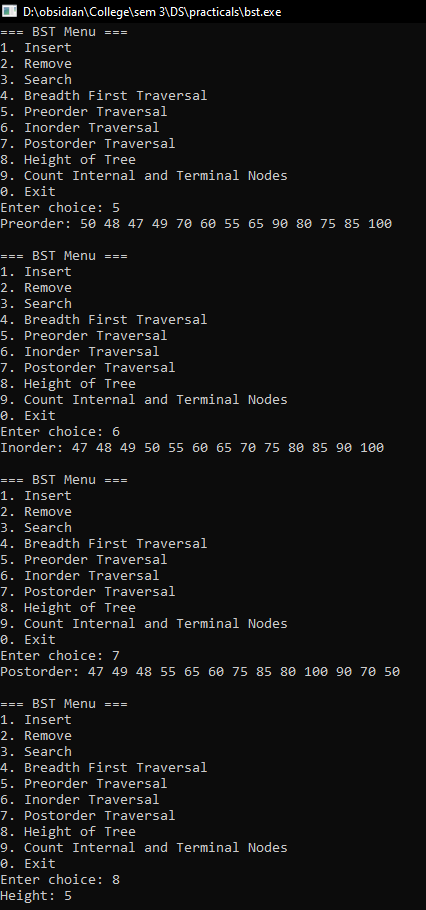 D:\obsidian\College\sem 3\DS\practicals\bst.exe
=== BST Menu ===
1. Insert
2. Remove
3. Search
4. Breadth First Traversal
5. Preorder Traversal
6. Inorder Traversal
7. Postorder Traversal
8. Height of Tree
9. Count Internal and Terminal Nodes
0. Exit
Enter choice: 5
Preorder: 50 48 47 49 70 60 55 65 90 80 75 85 100

=== BST Menu ===
1. Insert
2. Remove
3. Search
4. Breadth First Traversal
5. Preorder Traversal
6. Inorder Traversal
7. Postorder Traversal
8. Height of Tree
9. Count Internal and Terminal Nodes
0. Exit
Enter choice: 6
Inorder: 47 48 49 50 55 60 65 70 75 80 85 90 100

=== BST Menu ===
1. Insert
2. Remove
3. Search
4. Breadth First Traversal
5. Preorder Traversal
6. Inorder Traversal
7. Postorder Traversal
8. Height of Tree
9. Count Internal and Terminal Nodes
0. Exit
Enter choice: 7
Postorder: 47 49 48 55 65 60 75 85 80 100 90 70 50

=== BST Menu ===
1. Insert
2. Remove
3. Search
4. Breadth First Traversal
5. Preorder Traversal
6. Inorder Traversal
7. Postorder Traversal
8. Height of Tree
9. Count Internal and Terminal Nodes
0. Exit
Enter choice: 8
Height: 5